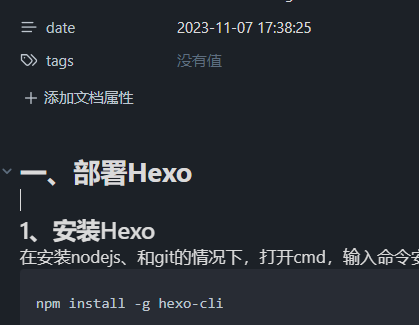 date 2023-11-07 17:38:25
tags 没有值
添加文档属性
一、部署Hexo
1、安装Hexo
在安装nodejs、和git的情况下，打开cmd，输入命令
npm install -g hexo-cli